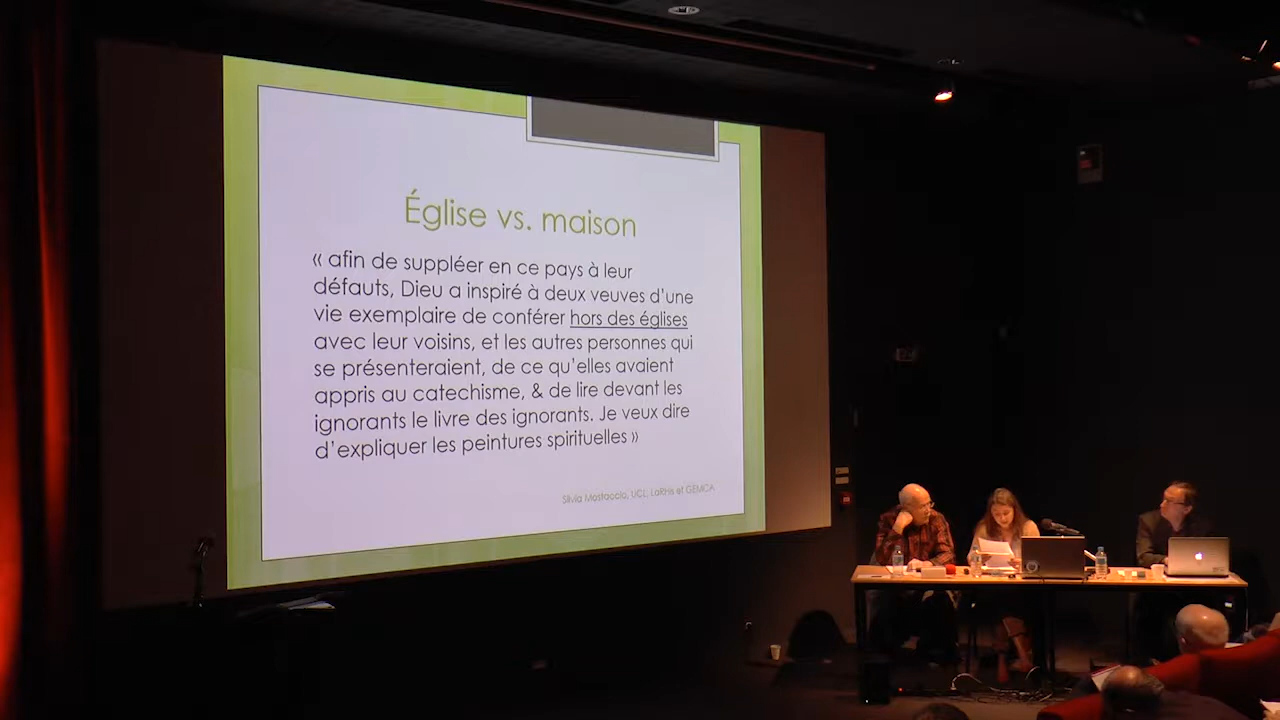 Église vs. maison
« afin de suppléer en ce pays à leur
défauts, Dieu a inspiré à deux veuves d’une
vie exemplaire de conférer hors des églises
avec leur voisins, et les autres personnes qui
se présenteraient, de ce qu’elles avaient
appris au catechisme, & de lire devant les
ignorants le livre des ignorants. Je veux dire
d’expliquer les peintures spirituelles »
Silvia Mostaccio, UCL, LaRHis et GEMCA